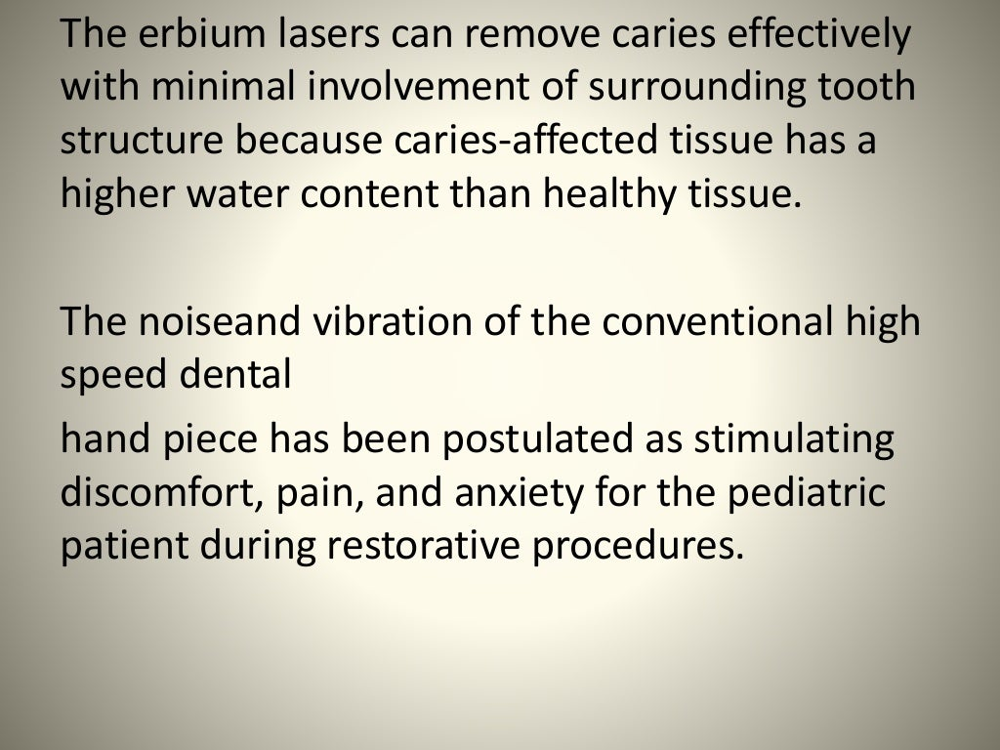 The erbium lasers can remove caries effectively
with minimal involvement of surrounding tooth
structure because caries-affected tissue has a
higher water content than healthy tissue.
The noiseand vibration of the conventional high
speed dental
hand piece has been postulated as stimulating
discomfort, pain, and anxiety for the pediatric
patient during restorative procedures.